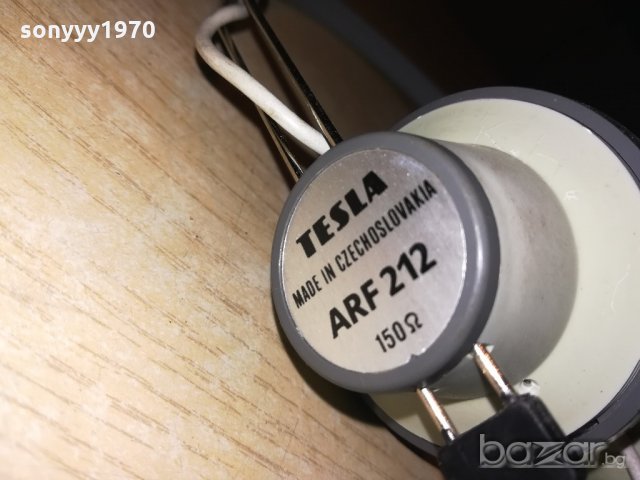 sonyyy1970
TESLA
MADE IN CZECHOSLOVAKIA
ARF 212
150Ω
bazar.bg